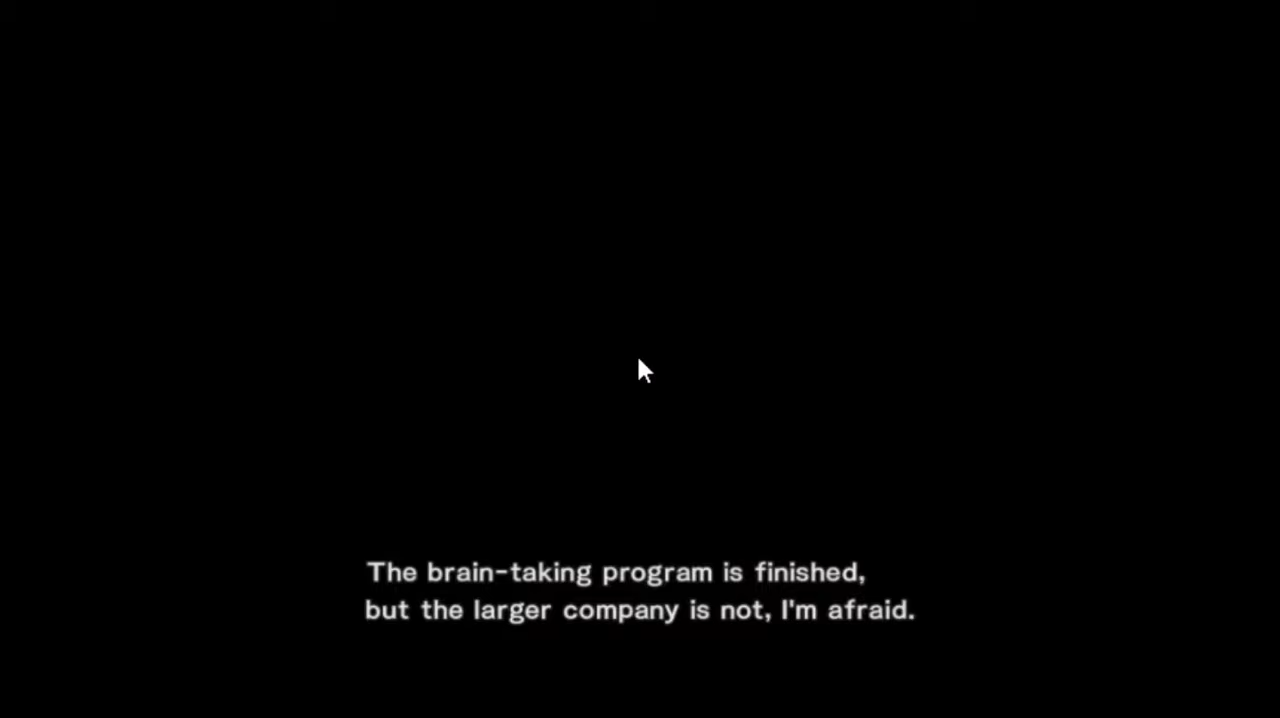 The brain-taking program is finished,
but the larger company is not, I'm afraid.